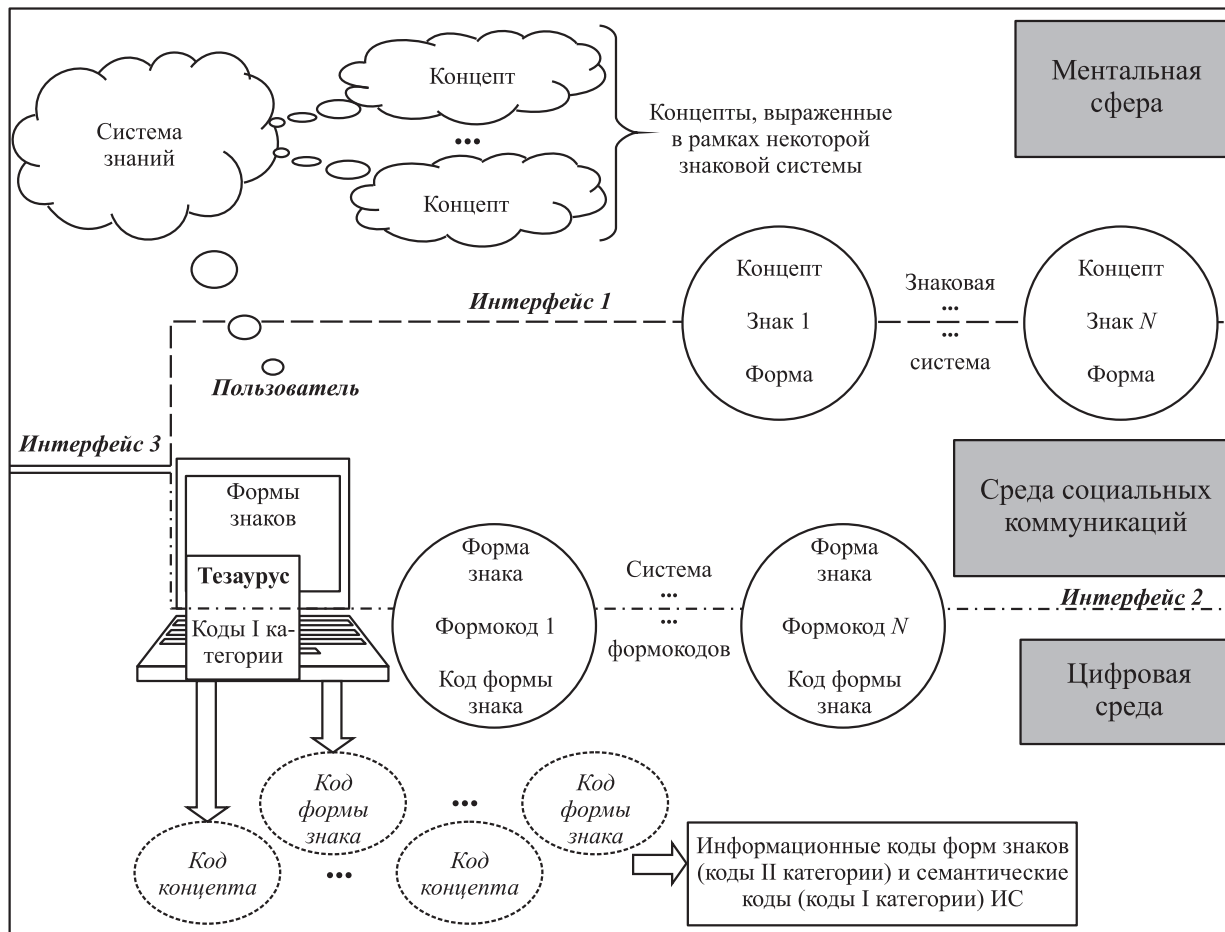 Концепт
Система
знаний
...
Концепт
Концепты, выраженные
в рамках некоторой
знаковой системы
Ментальная
сфера
Интерфейс 1
Концепт
Знак 1
Форма
Знаковая
...
...
система
Концепт
Знак N
Форма
Пользователь
Интерфейс 3
Среда социальных
коммуникаций
Формы
знаков
Тезаурус
Коды I ка-
тегории
Форма
знака
Формокод 1
Код формы
знака
Система
...
...
формокодов
Форма
знака
Формокод N
Код формы
знака
Интерфейс 2
Цифровая
среда
Код
формы
знака
...
Код
формы
знака
Код
концепта
...
Код
концепта
Информационные коды форм знаков
(коды II категории) и семантические
коды (коды I категории) ИС